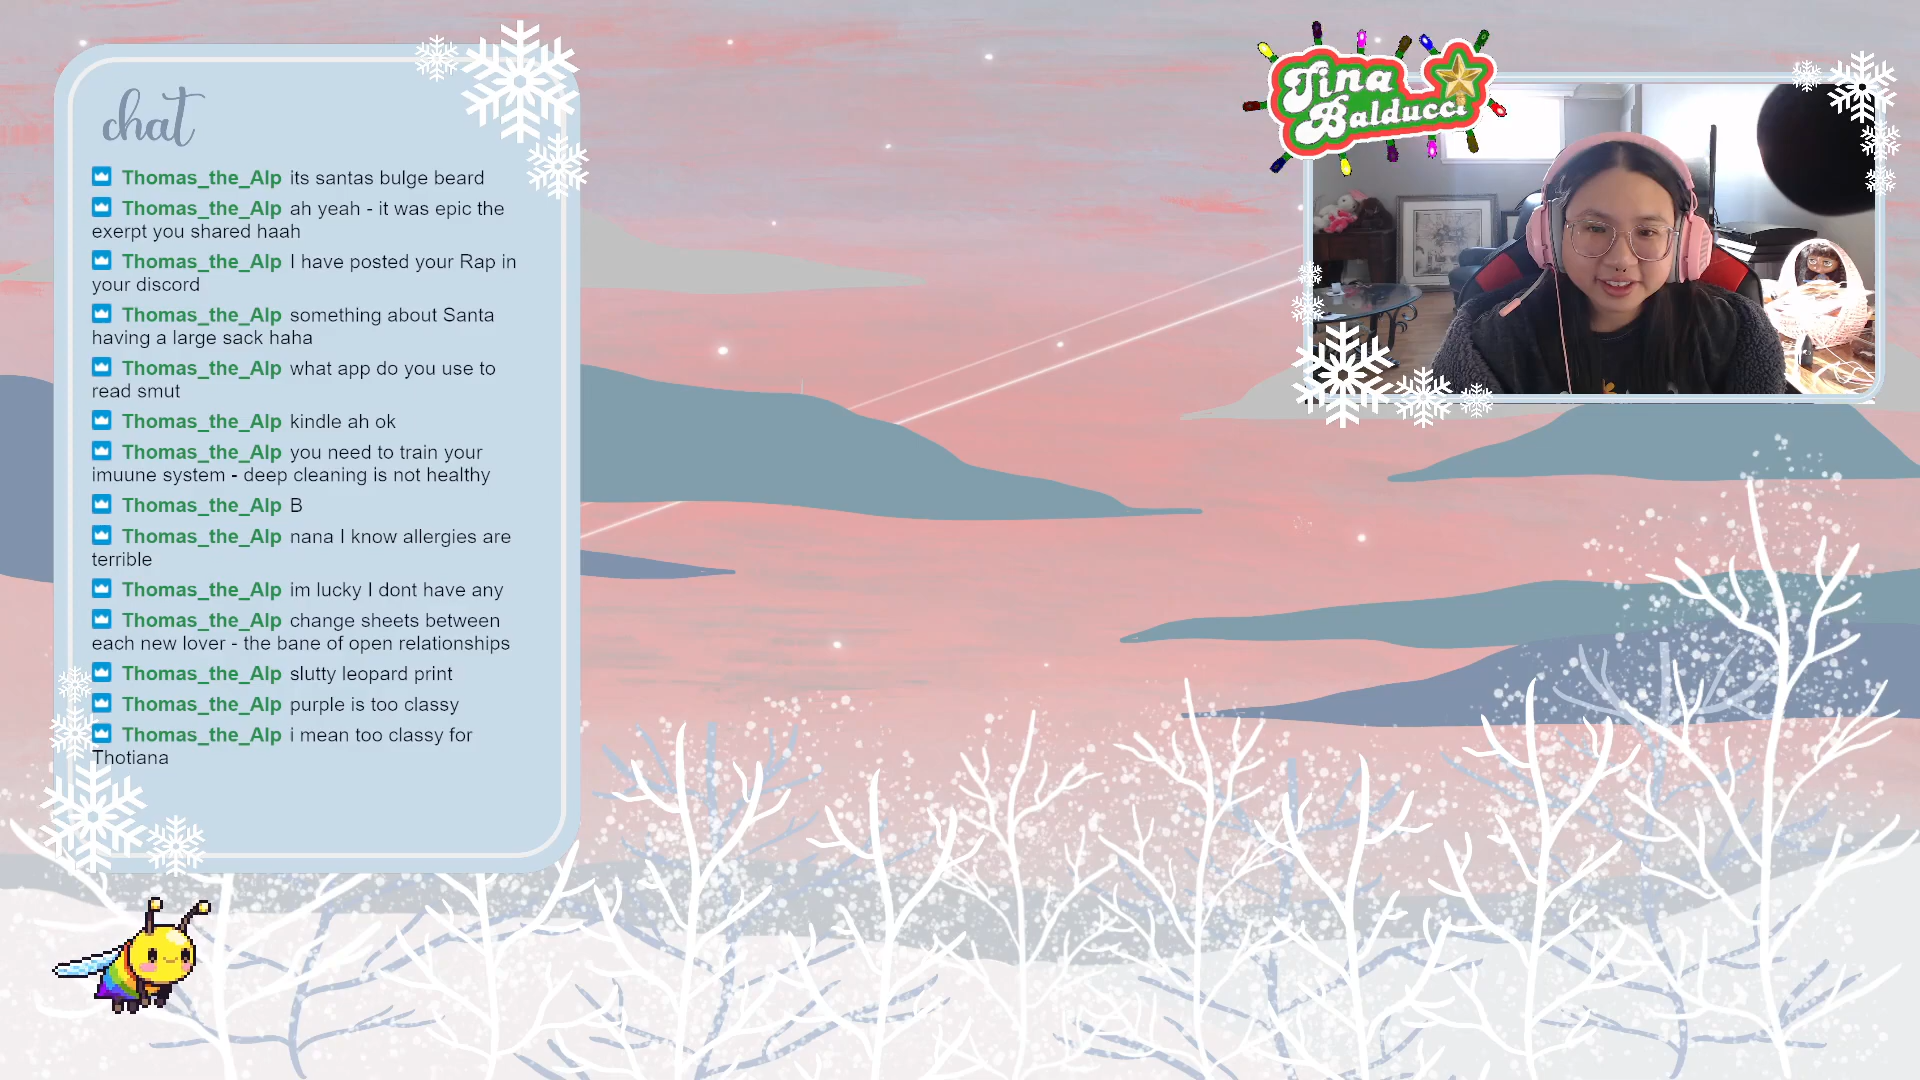 chat
Thomas_the_Alp its santas bulge beard
Thomas_the_Alp ah yeah - it was epic the
exerpt you shared haah
Thomas_the_Alp I have posted your Rap in
your discord
Thomas_the_Alp something about Santa
having a large sack haha
Thomas_the_Alp what app do you use to
read smut
Thomas_the_Alp kindle ah ok
Thomas_the_Alp you need to train your
imuune system - deep cleaning is not healthy
Thomas_the_Alp B
Thomas_the_Alp nana I know allergies are
terrible
Thomas_the_Alp im lucky I dont have any
Thomas_the_Alp change sheets between
each new lover - the bane of open relationships
Thomas_the_Alp slutty leopard print
Thomas_the_Alp purple is too classy
Thomas_the_Alp i mean too classy for
Thotiana
Tina
Balducci